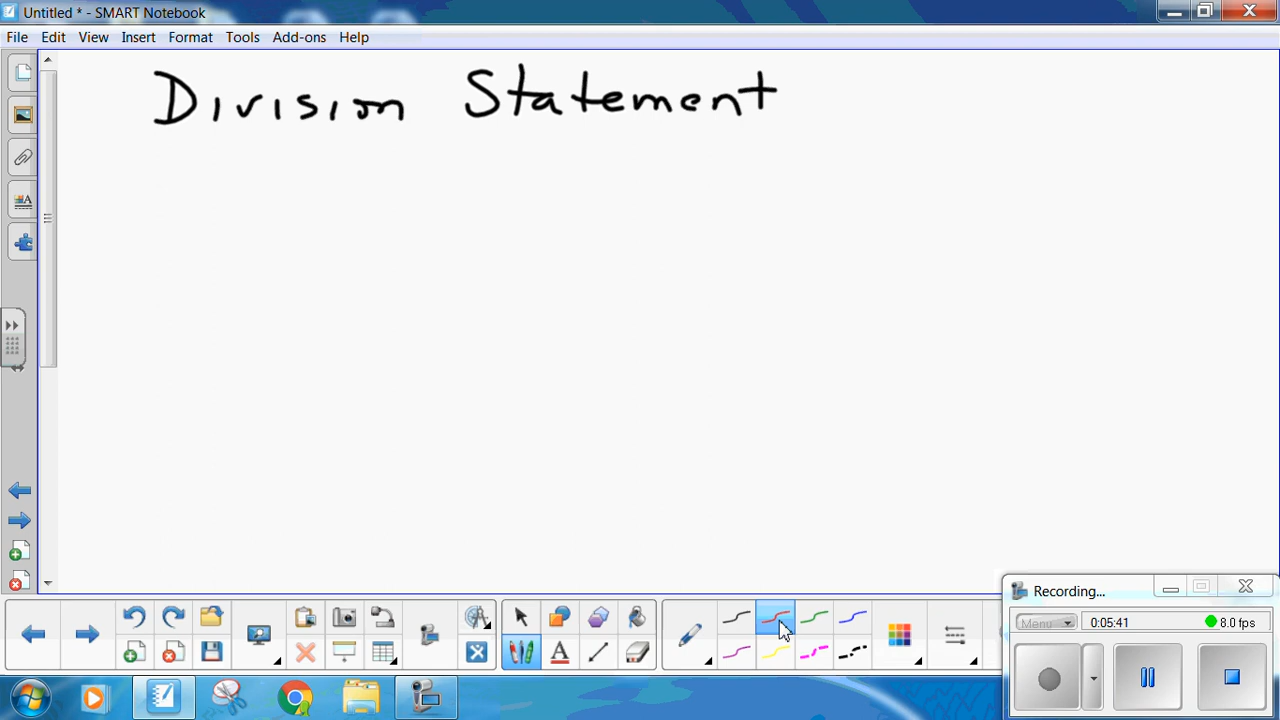 Untitled * - SMART Notebook
File Edit View Insert Format Tools Add-ons Help
Division Statement
Recording...
Menu 0:05:41 8.0 fps